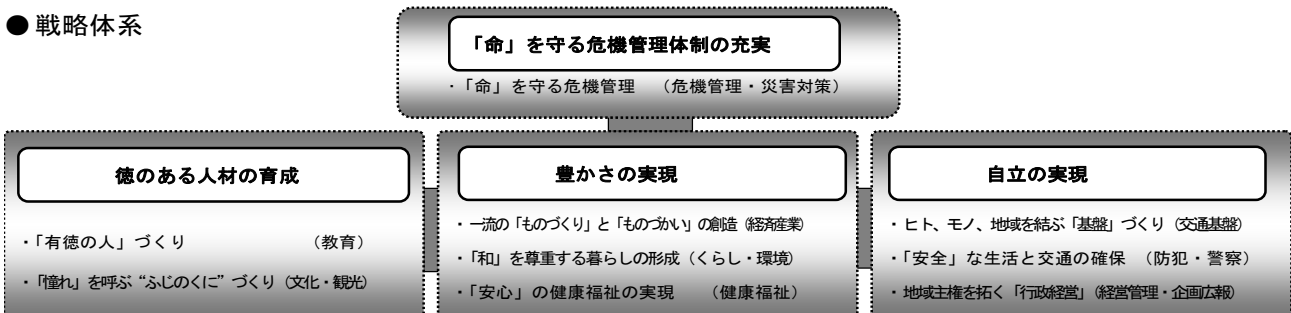 ● 戦略体系
「命」を守る危機管理体制の充実
・「命」を守る危機管理　（危機管理・災害対策）
徳のある人材の育成
・「有徳の人」づくり　（教育）
・「憧れ」を呼ぶ“ふじのくに”づくり（文化・観光）
豊かさの実現
・一流の「ものづくり」と「ものづかい」の創造（経済産業）
・「和」を尊重する暮らしの形成（くらし・環境）
・「安心」の健康福祉の実現　（健康福祉）
自立の実現
・ヒト、モノ、地域を結ぶ「基盤」づくり（交通基盤）
・「安全」な生活と交通の確保　（防犯・警察）
・地域主権を拓く「行政経営」（経営管理・企画広報）